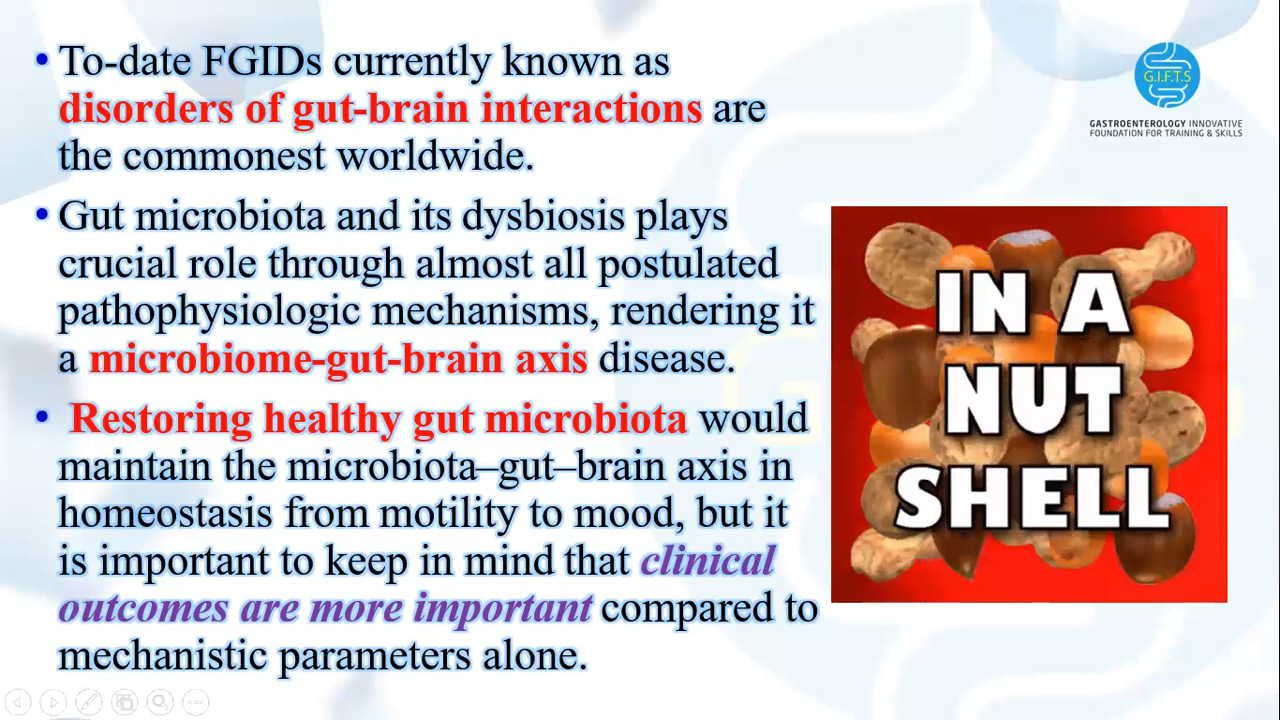 • To-date FGIDs currently known as
disorders of gut-brain interactions are
the commonest worldwide.
• Gut microbiota and its dysbiosis plays
crucial role through almost all postulated
pathophysiologic mechanisms, rendering it
a microbiome-gut-brain axis disease.
• Restoring healthy gut microbiota would
maintain the microbiota–gut–brain axis in
homeostasis from motility to mood, but it
is important to keep in mind that clinical
outcomes are more important compared to
mechanistic parameters alone.
G.I.F.T.S
GASTROENTEROLOGY INNOVATIVE
FOUNDATION FOR TRAINING & SKILLS
IN A
NUT
SHELL